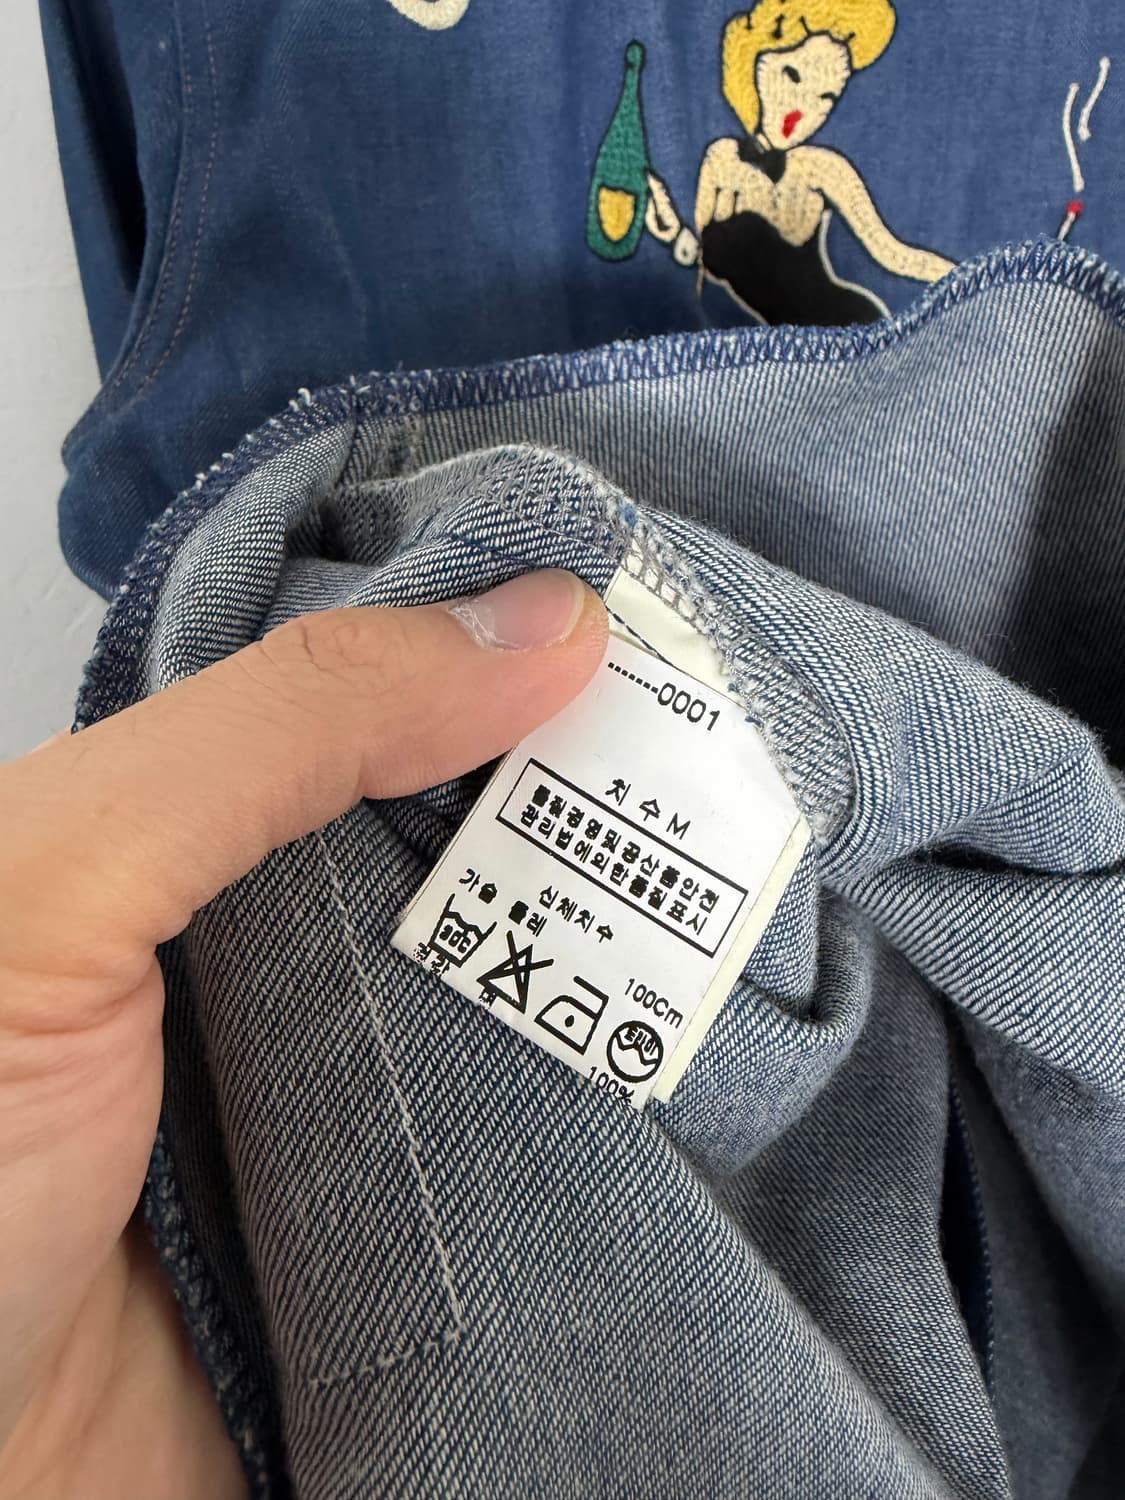 -------0001
치 수 M
품질경영및공산품안전
관리법에의한품질표시
신체치수
가슴 둘레
100Cm
30C
100%